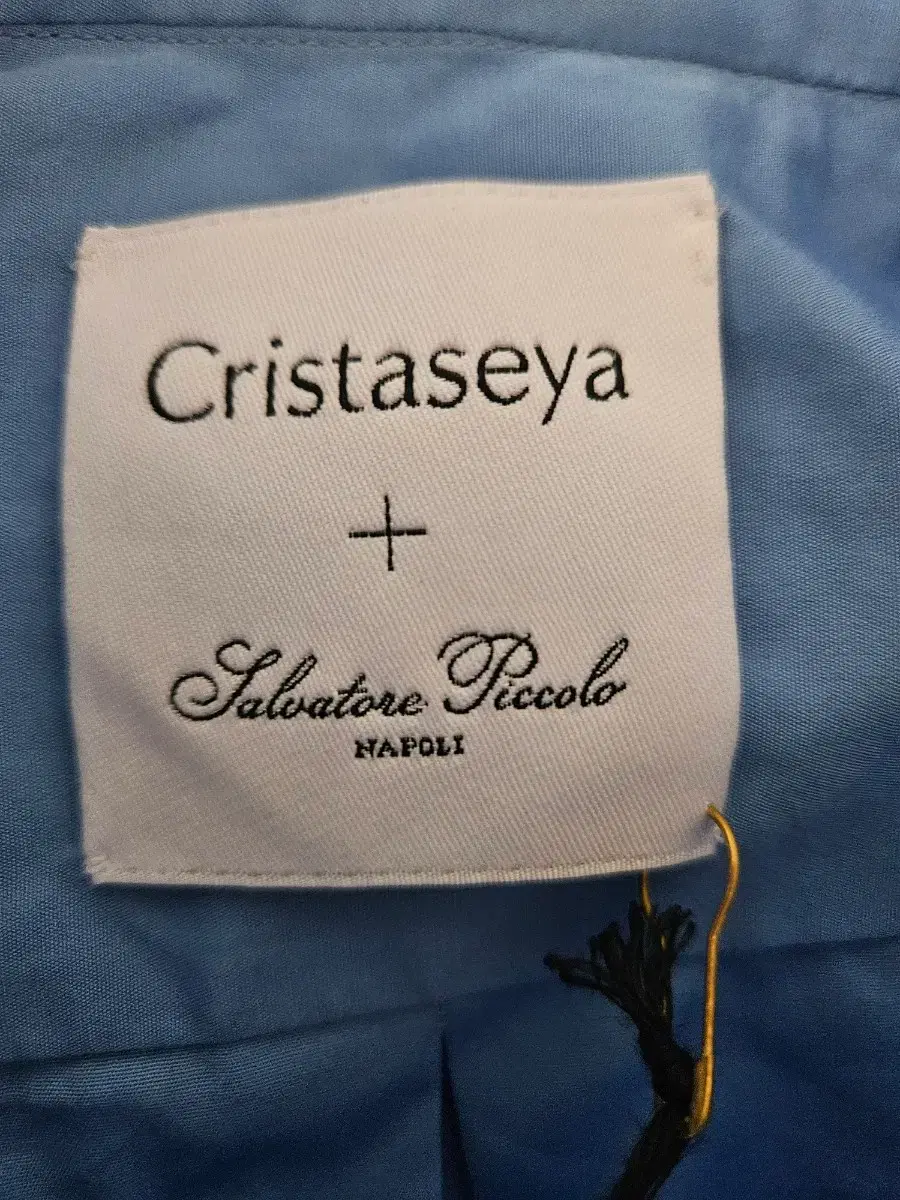 Cristaseya
+
Salvatore Piccolo
NAPOLI